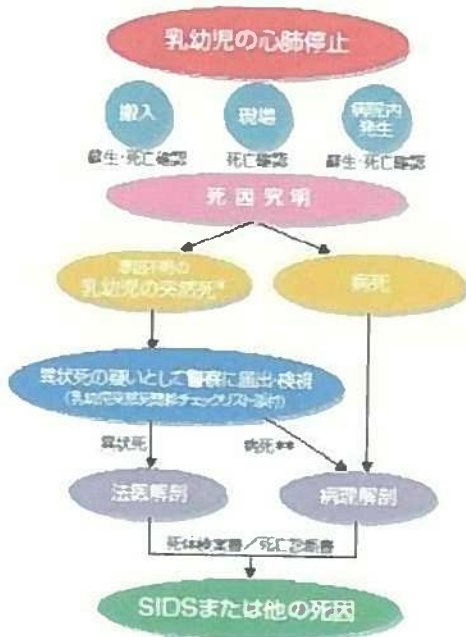 乳幼児の心肺停止
搬入
現場
病院内
発生
蘇生・死亡確認
死亡確認
蘇生・死亡確認
死因究明
原因不明の
乳幼児の突然死*
病死
異状死の疑いとして警察に届出・検視
(乳幼児突然死問診チェックリスト添付)
異状死
病死**
法医解剖
病理解剖
死体検案書/死亡診断書
SIDSまたは他の死因